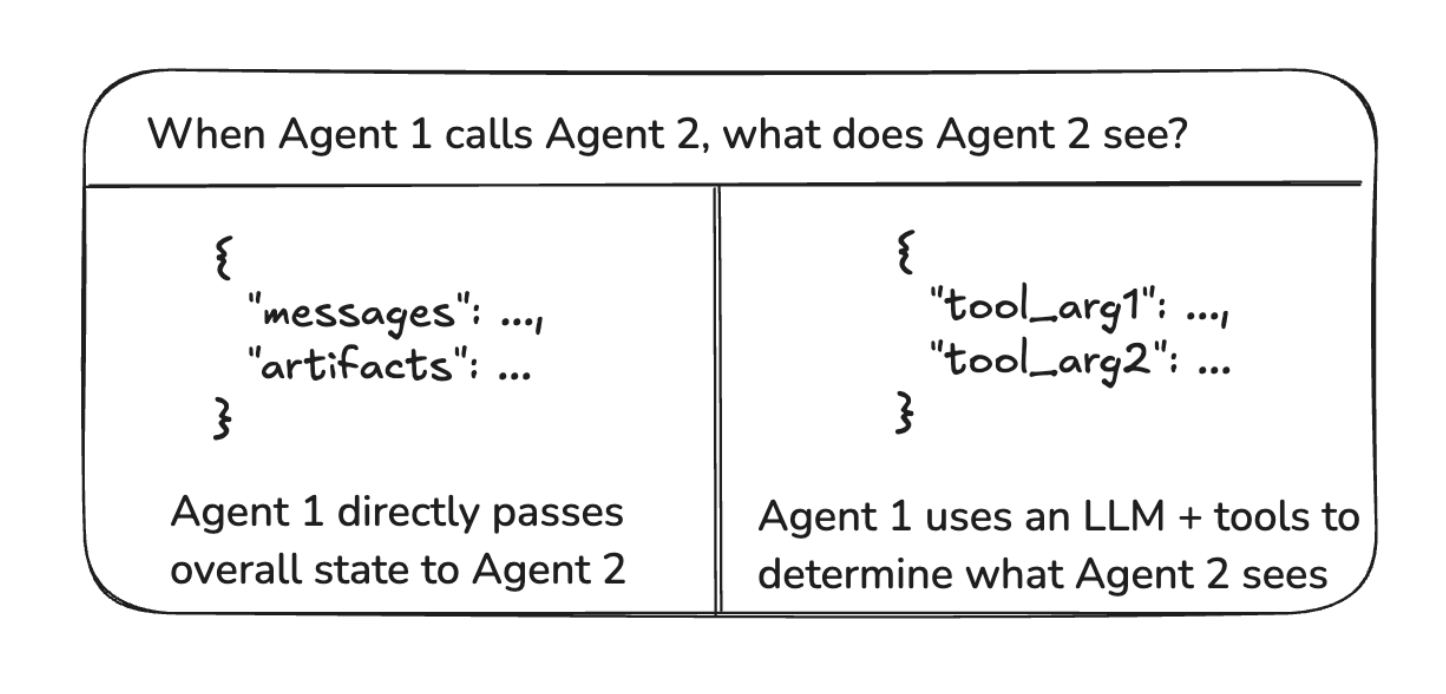 When Agent 1 calls Agent 2, what does Agent 2 see?
{
"messages": ...,
"artifacts": ...
}
Agent 1 directly passes
overall state to Agent 2
{
"tool_arg1": ...,
"tool_arg2": ...
}
Agent 1 uses an LLM + tools to
determine what Agent 2 sees